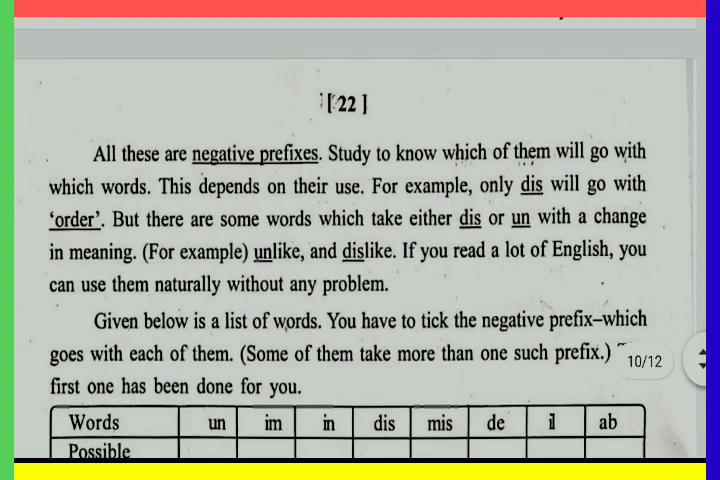 [ 22 ]
All these are negative prefixes. Study to know which of them will go with
which words. This depends on their use. For example, only dis will go with
‘order’. But there are some words which take either dis or un with a change
in meaning. (For example) unlike, and dislike. If you read a lot of English, you
can use them naturally without any problem.
Given below is a list of words. You have to tick the negative prefix–which
goes with each of them. (Some of them take more than one such prefix.)
10/12
first one has been done for you.
Words un im in dis mis de il ab
Possible